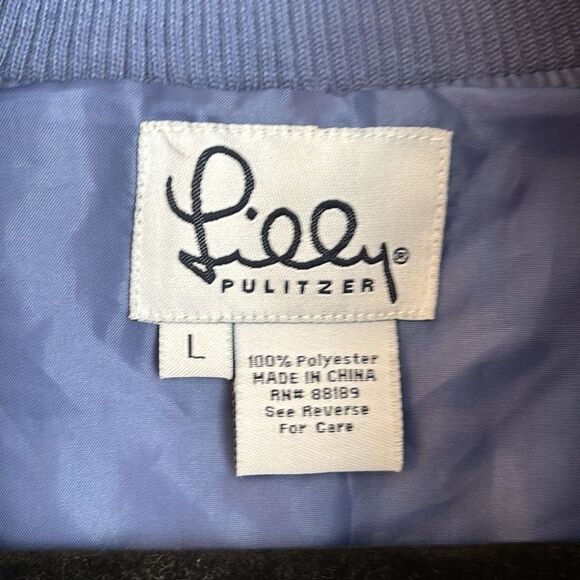 Lilly®
PULITZER
L
100% Polyester
MADE IN CHINA
RN# 88189
See Reverse
For Care